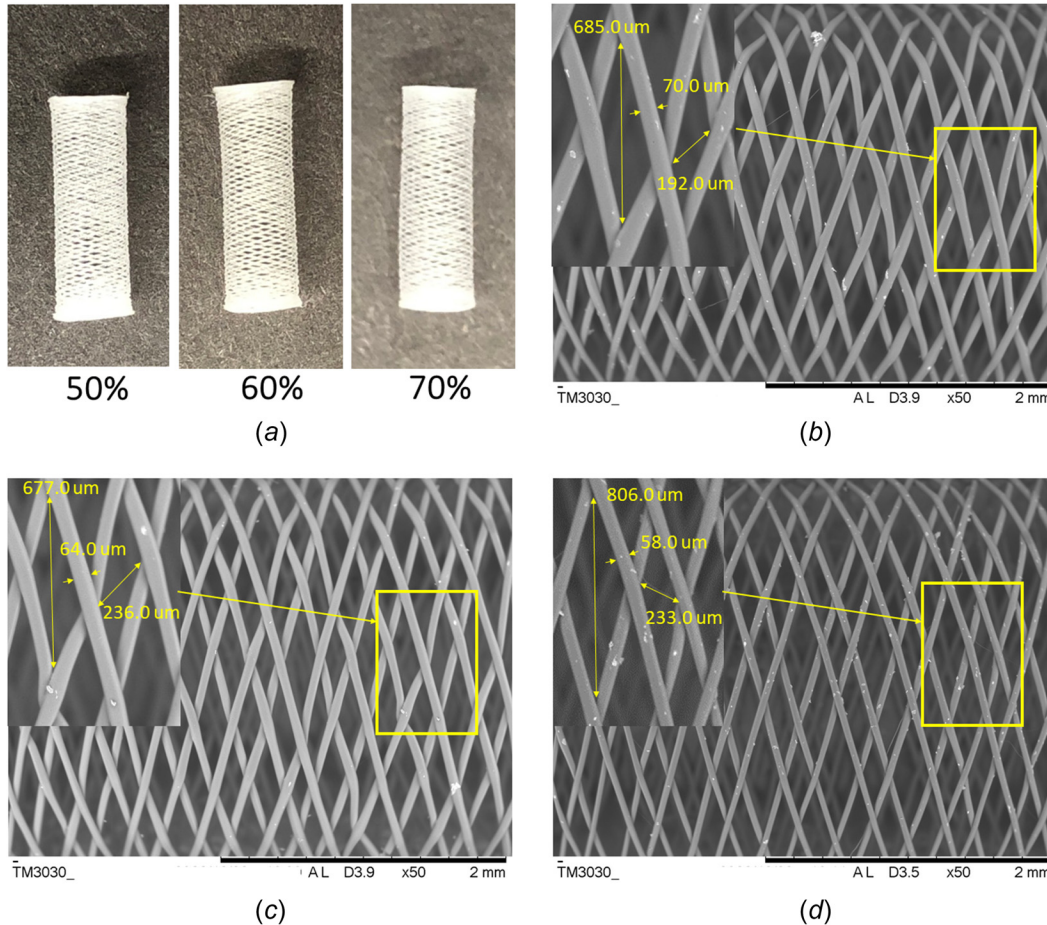 50%
60%
70%
(a)
685.0 um
70.0 um
192.0 um
TM3030_
A L D3.9 x50 2 mm
(b)
677.0 um
64.0 um
236.0 um
TM3030_
A L D3.9 x50 2 mm
(c)
806.0 um
58.0 um
233.0 um
TM3030_
A L D3.5 x50 2 mm
(d)